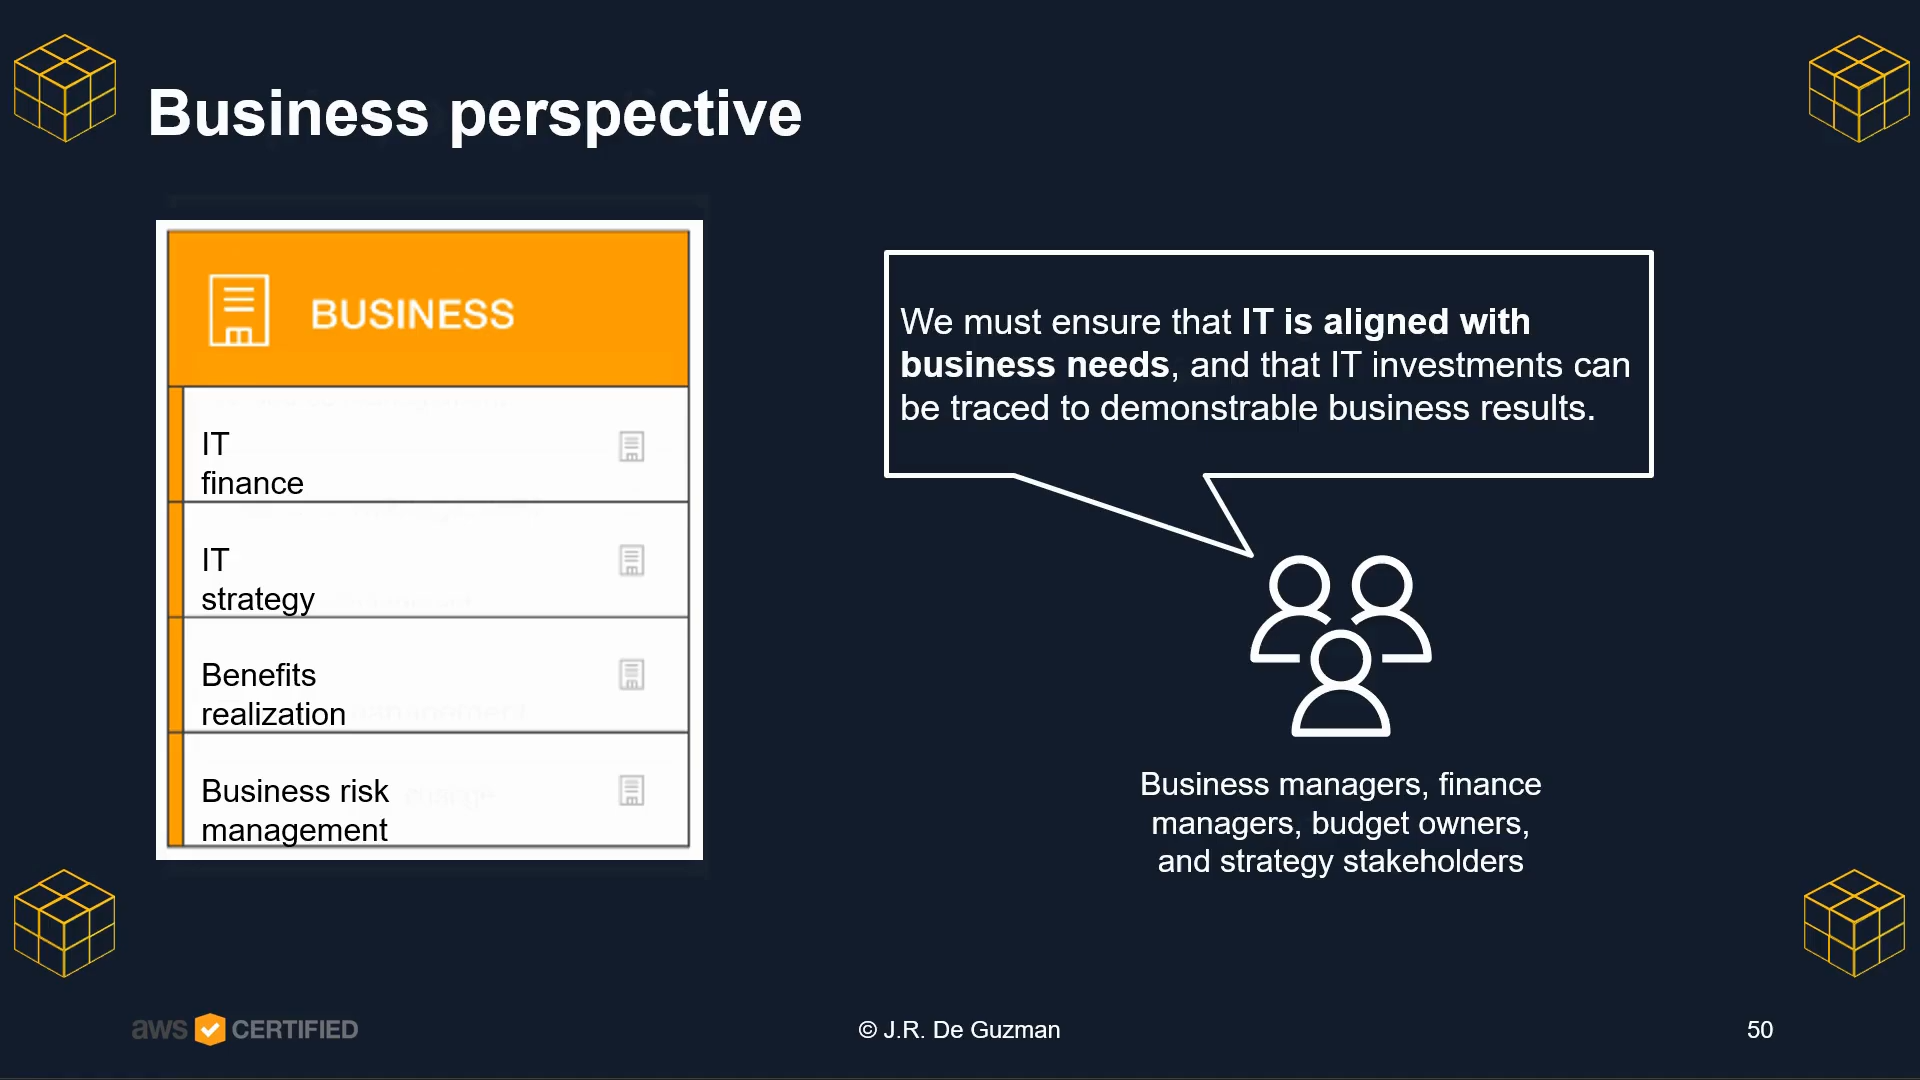 Business perspective
BUSINESS
IT
finance
IT
strategy
Benefits
realization
Business risk
management
We must ensure that IT is aligned with
business needs, and that IT investments can
be traced to demonstrable business results.
Business managers, finance
managers, budget owners,
and strategy stakeholders
aws CERTIFIED
© J.R. De Guzman
50